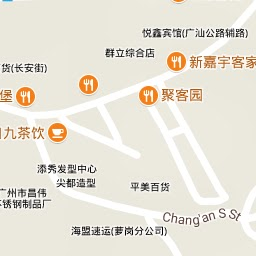 悦鑫宾馆(广汕公路辅路)
群立综合店
新嘉宇客家
货(长安街)
堡
聚客园
九茶饮
添秀发型中心
尖都造型
平美百货
广州市昌伟
不锈钢制品厂
Chang'an S St
海盟速运(萝岗分公司)